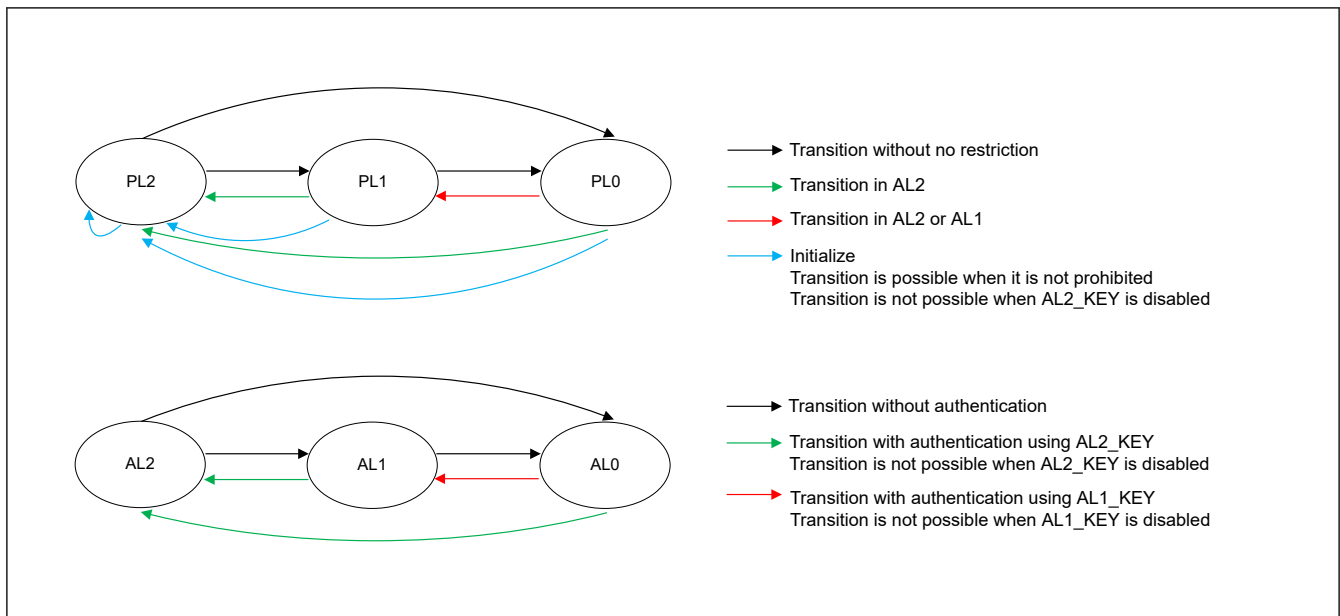 PL2
PL1
PL0
Transition without no restriction
Transition in AL2
Transition in AL2 or AL1
Initialize
Transition is possible when it is not prohibited
Transition is not possible when AL2_KEY is disabled
AL2
AL1
AL0
Transition without authentication
Transition with authentication using AL2_KEY
Transition is not possible when AL2_KEY is disabled
Transition with authentication using AL1_KEY
Transition is not possible when AL1_KEY is disabled